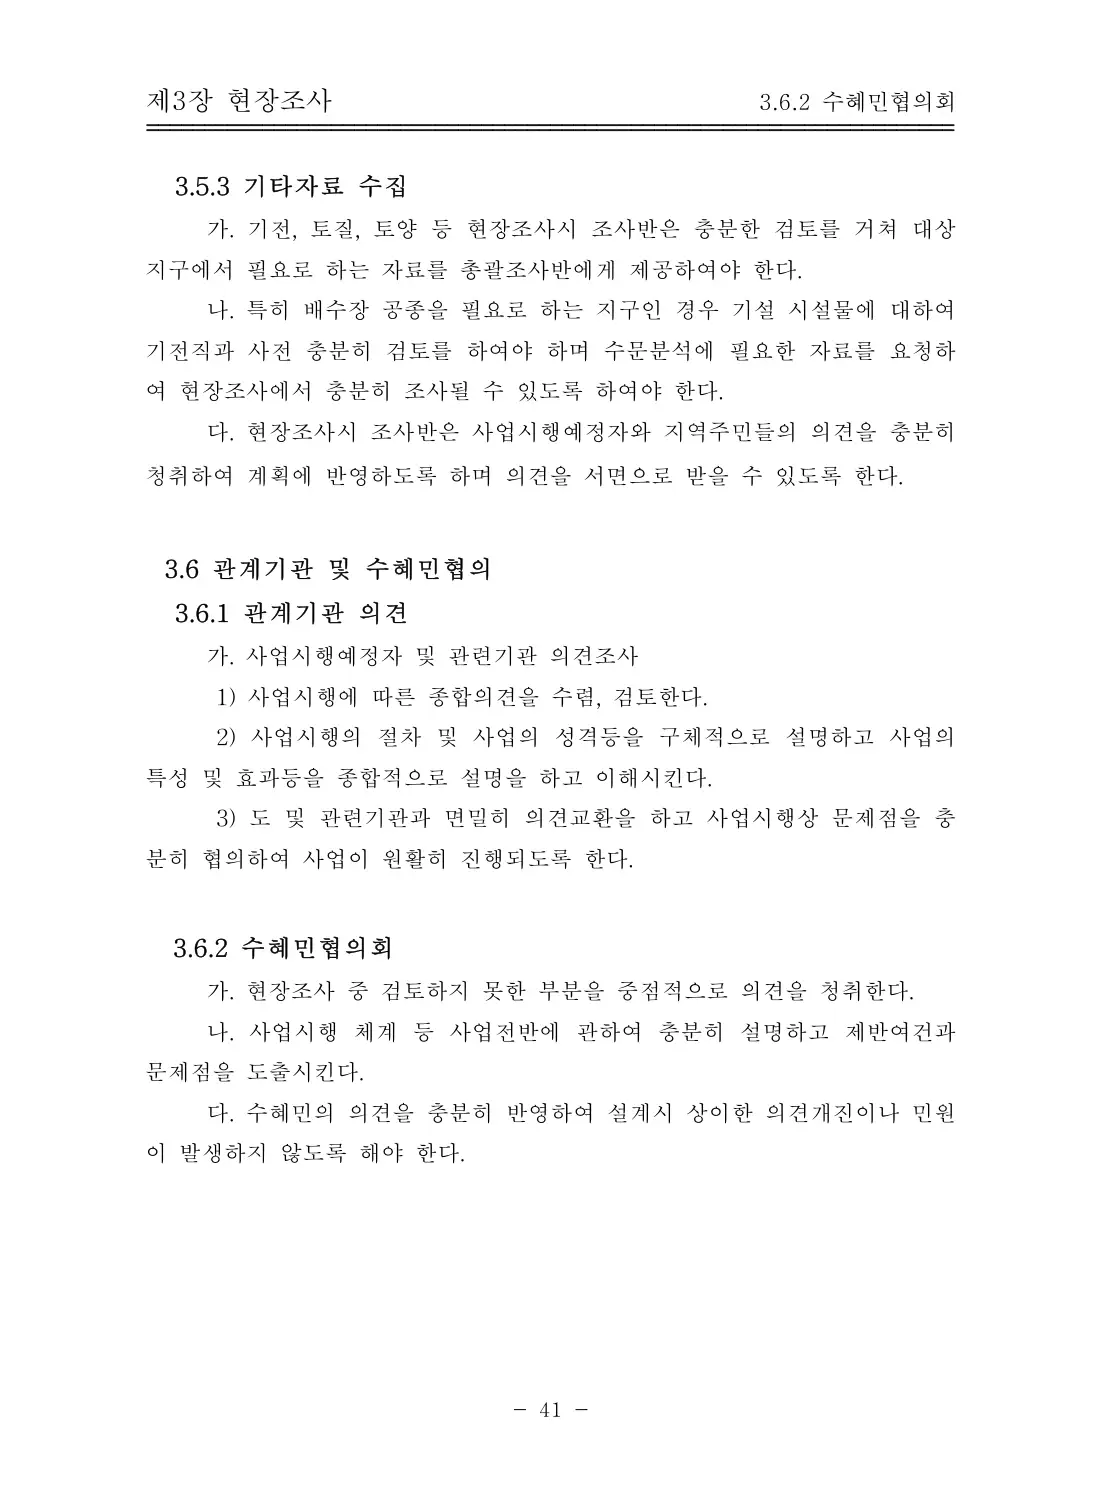 제3장 현장조사
3.6.2 수혜민협의회
3.5.3 기타자료 수집
가. 기전, 토질, 토양 등 현장조사시 조사반은 충분한 검토를 거쳐 대상
지구에서 필요로 하는 자료를 총괄조사반에게 제공하여야 한다.
나. 특히 배수장 공종을 필요로 하는 지구인 경우 기설 시설물에 대하여
기전직과 사전 충분히 검토를 하여야 하며 수문분석에 필요한 자료를 요청하
여 현장조사에서 충분히 조사될 수 있도록 하여야 한다.
다. 현장조사시 조사반은 사업시행예정자와 지역주민들의 의견을 충분히
청취하여 계획에 반영하도록 하며 의견을 서면으로 받을 수 있도록 한다.
3.6 관계기관 및 수혜민협의
3.6.1 관계기관 의견
가. 사업시행예정자 및 관련기관 의견조사
1) 사업시행에 따른 종합의견을 수렴, 검토한다.
2) 사업시행의 절차 및 사업의 성격등을 구체적으로 설명하고 사업의
특성 및 효과등을 종합적으로 설명을 하고 이해시킨다.
3) 도 및 관련기관과 면밀히 의견교환을 하고 사업시행상 문제점을 충
분히 협의하여 사업이 원활히 진행되도록 한다.
3.6.2 수혜민협의회
가. 현장조사 중 검토하지 못한 부분을 중점적으로 의견을 청취한다.
나. 사업시행 체계 등 사업전반에 관하여 충분히 설명하고 제반여건과
문제점을 도출시킨다.
다. 수혜민의 의견을 충분히 반영하여 설계시 상이한 의견개진이나 민원
이 발생하지 않도록 해야 한다.
- 41 -